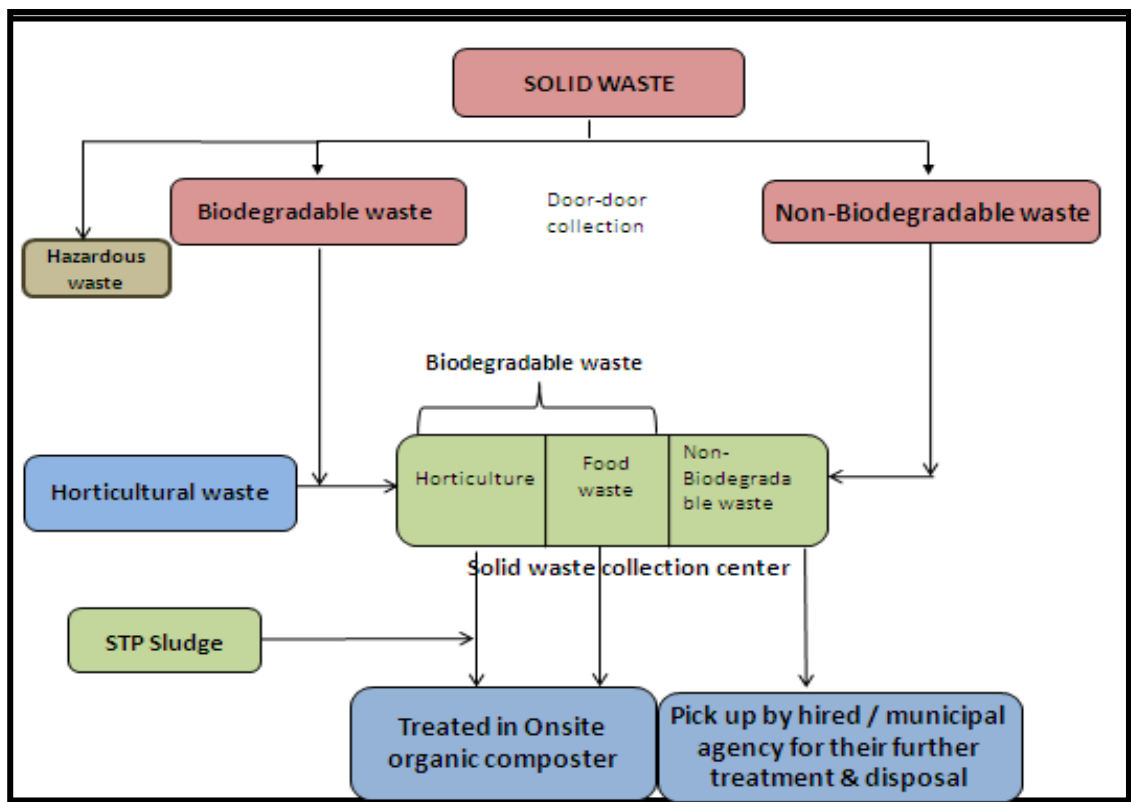 SOLID WASTE
Biodegradable waste
Door-door
collection
Non-Biodegradable waste
Hazardous
waste
Biodegradable waste
Horticultural waste
Horticulture
Food
waste
Non-
Biodegrada
ble waste
Solid waste collection center
STP Sludge
Treated in Onsite
organic composter
Pick up by hired / municipal
agency for their further
treatment & disposal